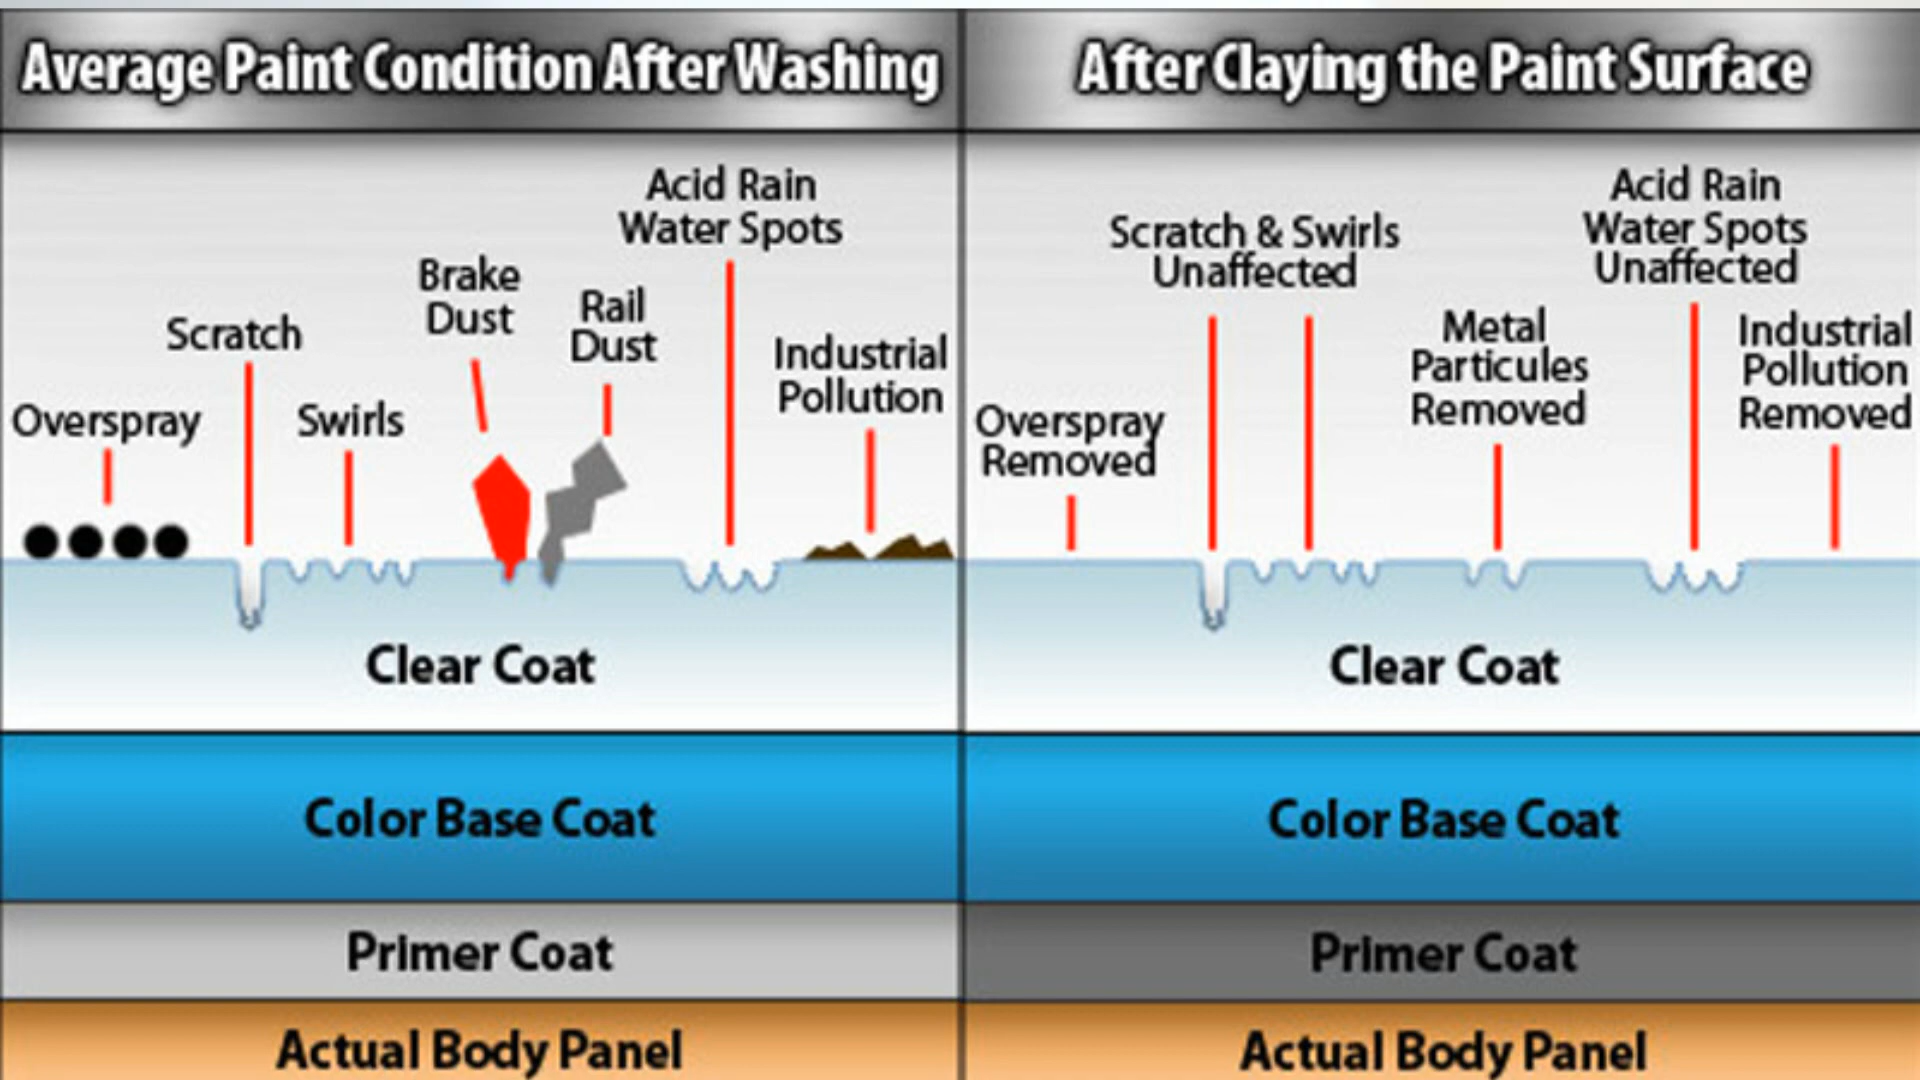 Average Paint Condition After Washing
Acid Rain
Water Spots
Brake
Dust
Rail
Dust
Scratch
Industrial
Pollution
Overspray
Swirls
Clear Coat
Color Base Coat
Primer Coat
Actual Body Panel
After Claying the Paint Surface
Acid Rain
Water Spots
Unaffected
Scratch & Swirls
Unaffected
Metal
Particules
Removed
Industrial
Pollution
Removed
Overspray
Removed
Clear Coat
Color Base Coat
Primer Coat
Actual Body Panel